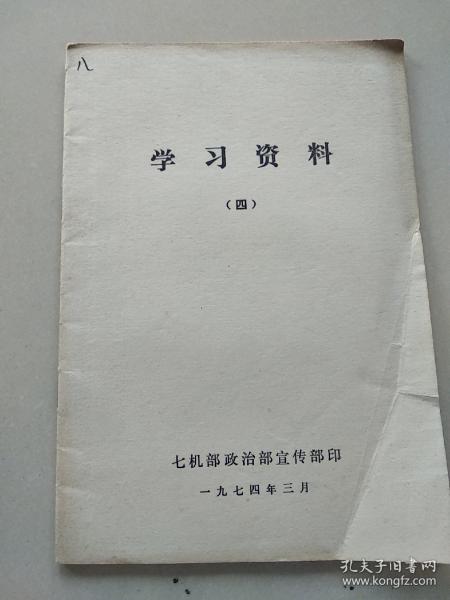 八
学习资料
（四）
七机部政治部宣传部印
一九七四年三月
孔夫子旧书网
www.kongfz.com